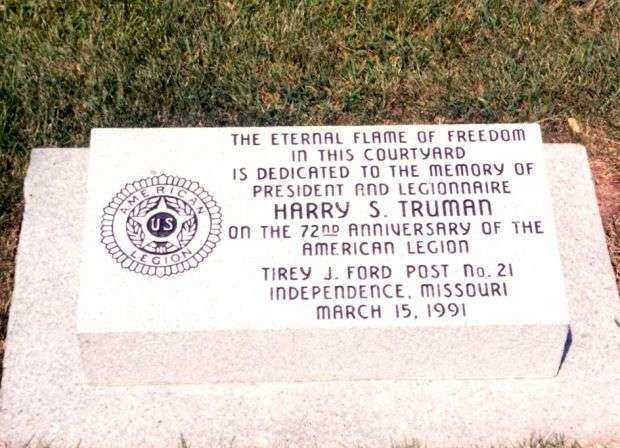 THE ETERNAL FLAME OF FREEDOM
IN THIS COURTYARD
IS DEDICATED TO THE MEMORY OF
PRESIDENT AND LEGIONNAIRE
HARRY S. TRUMAN
ON THE 72ND ANNIVERSARY OF THE
AMERICAN LEGION
TIREY J. FORD POST No. 21
INDEPENDENCE, MISSOURI
MARCH 15, 1991
AMERICAN
US
LEGION